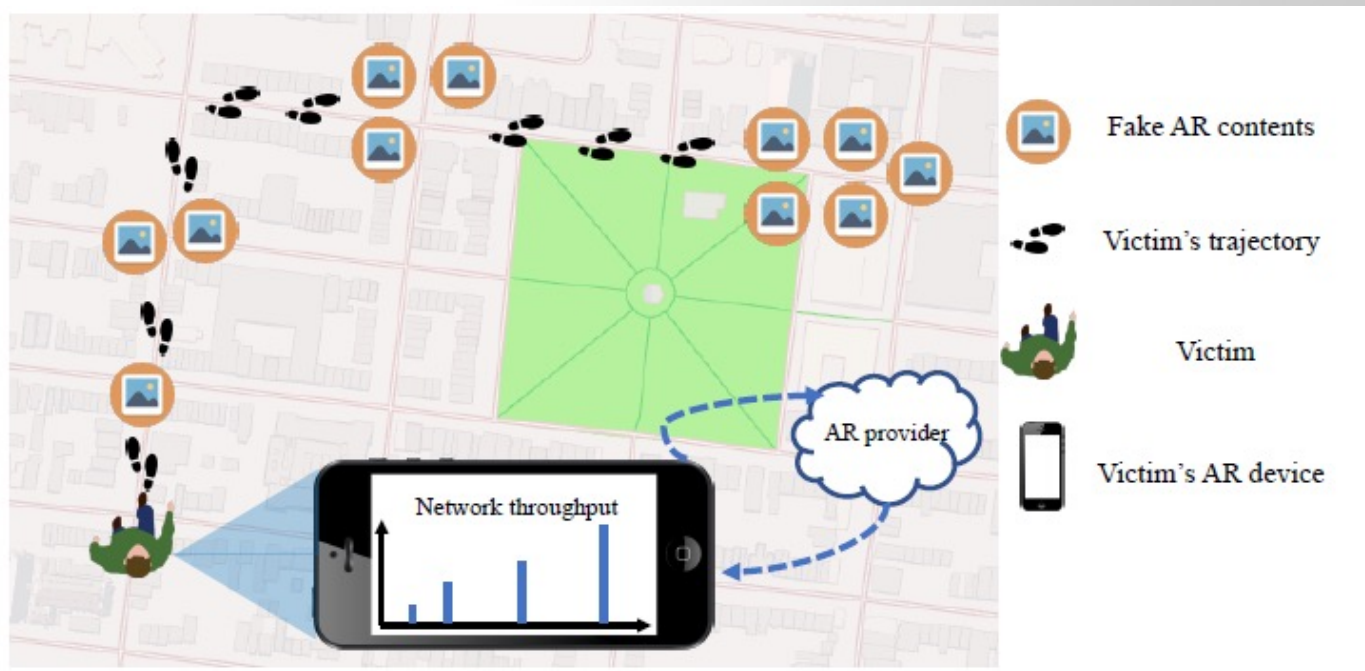 Fake AR contents
Victim's trajectory
Victim
AR provider
Victim's AR device
Network throughput